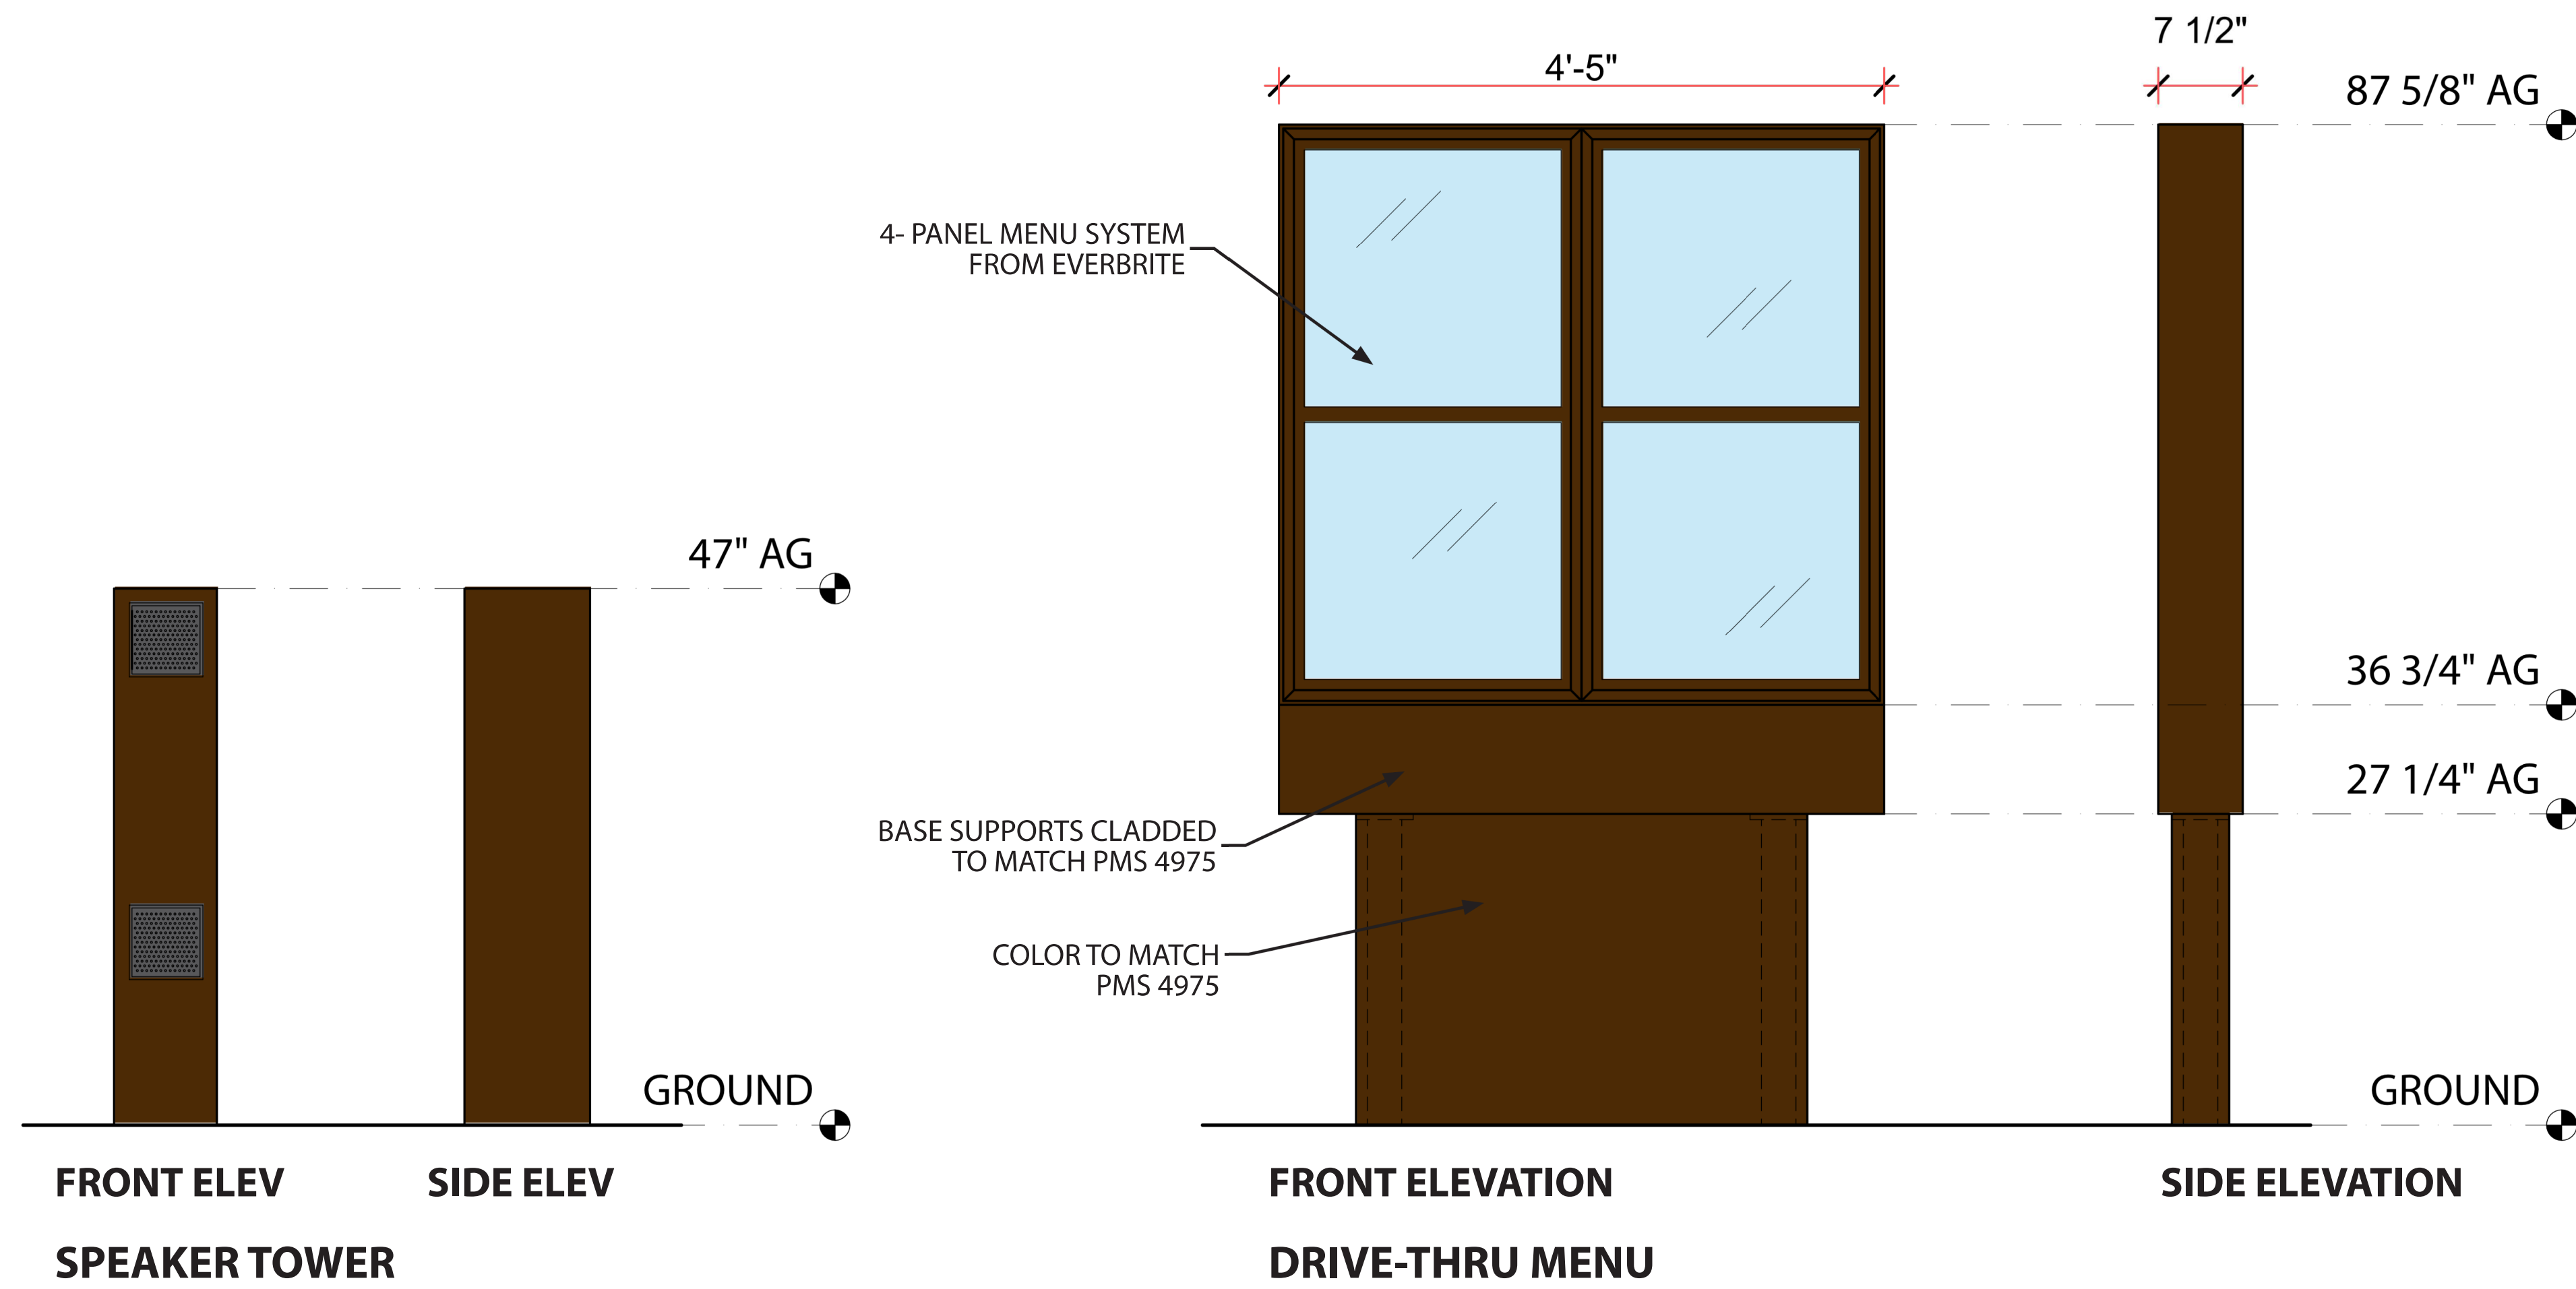 7 1/2"
4'-5"
87 5/8" AG
4- PANEL MENU SYSTEM
FROM EVERBRITE
47" AG
36 3/4" AG
27 1/4" AG
BASE SUPPORTS CLADDED
TO MATCH PMS 4975
COLOR TO MATCH
PMS 4975
GROUND
GROUND
FRONT ELEV
SIDE ELEV
FRONT ELEVATION
SIDE ELEVATION
SPEAKER TOWER
DRIVE-THRU MENU